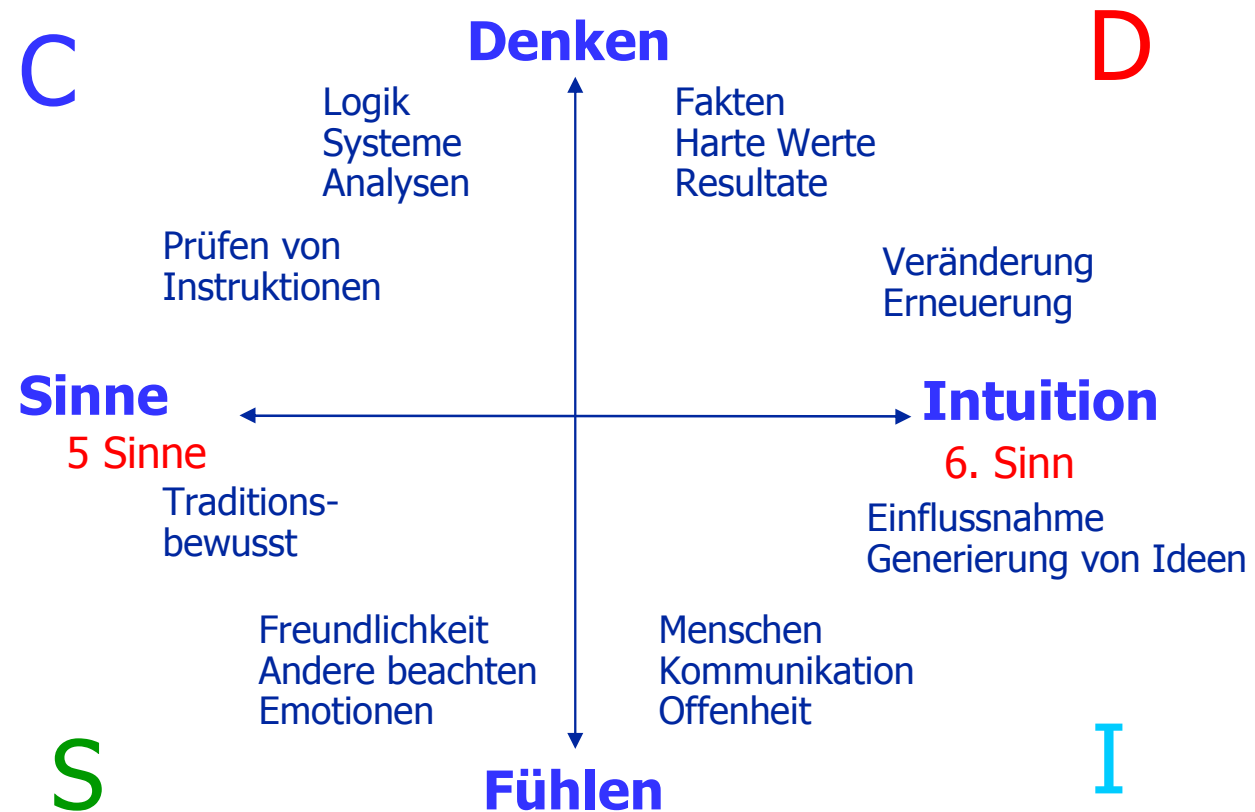 C
Denken
D
Logik
Systeme
Analysen
Fakten
Harte Werte
Resultate
Prüfen von
Instruktionen
Veränderung
Erneuerung
Sinne
5 Sinne
Intuition
6. Sinn
Traditions-
bewusst
Einflussnahme
Generierung von Ideen
Freundlichkeit
Andere beachten
Emotionen
Menschen
Kommunikation
Offenheit
S
Fühlen
I